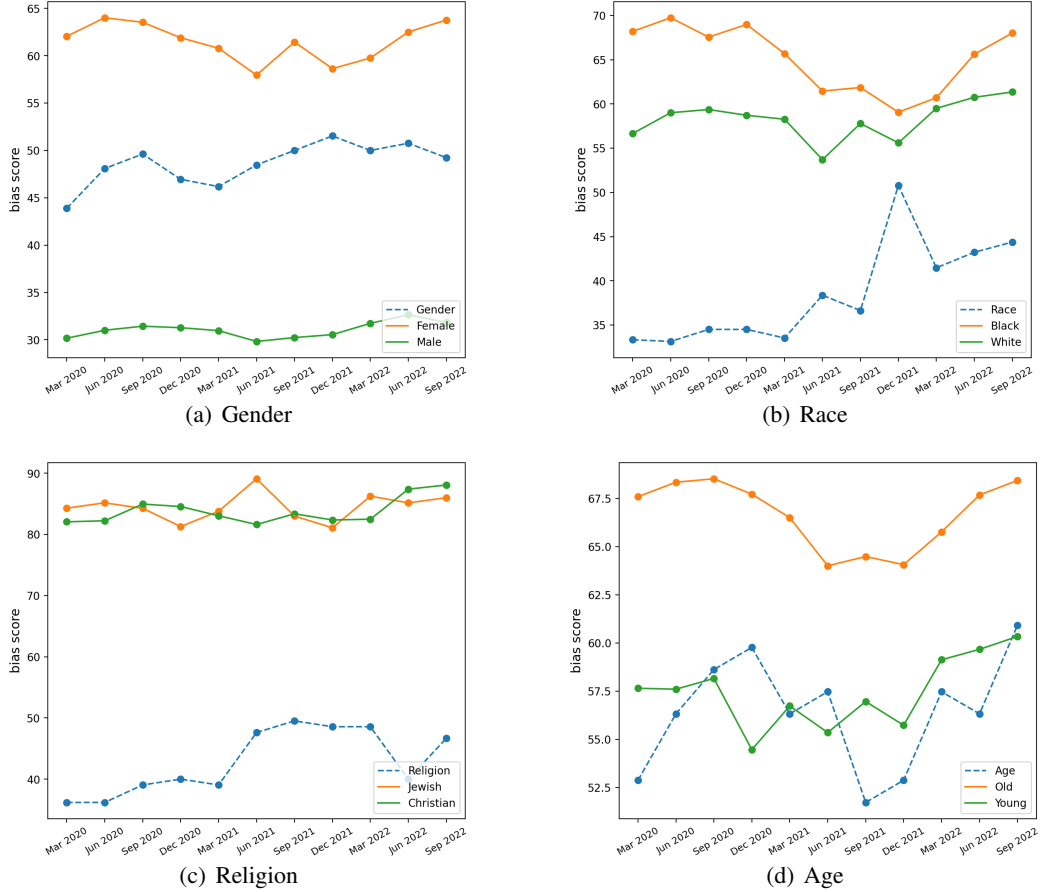 65
60
55
50
45
40
35
30
bias score
Gender
Female
Male
Mar 2020
Jun 2020
Sep 2020
Dec 2020
Mar 2021
Jun 2021
Sep 2021
Dec 2021
Mar 2022
Jun 2022
Sep 2022
(a) Gender
70
65
60
55
50
45
40
35
bias score
Race
Black
White
Mar 2020
Jun 2020
Sep 2020
Dec 2020
Mar 2021
Jun 2021
Sep 2021
Dec 2021
Mar 2022
Jun 2022
Sep 2022
(b) Race
90
80
70
60
50
40
bias score
Religion
Jewish
Christian
Mar 2020
Jun 2020
Sep 2020
Dec 2020
Mar 2021
Jun 2021
Sep 2021
Dec 2021
Mar 2022
Jun 2022
Sep 2022
(c) Religion
67.5
65.0
62.5
60.0
57.5
55.0
52.5
bias score
Age
Old
Young
Mar 2020
Jun 2020
Sep 2020
Dec 2020
Mar 2021
Jun 2021
Sep 2021
Dec 2021
Mar 2022
Jun 2022
Sep 2022
(d) Age